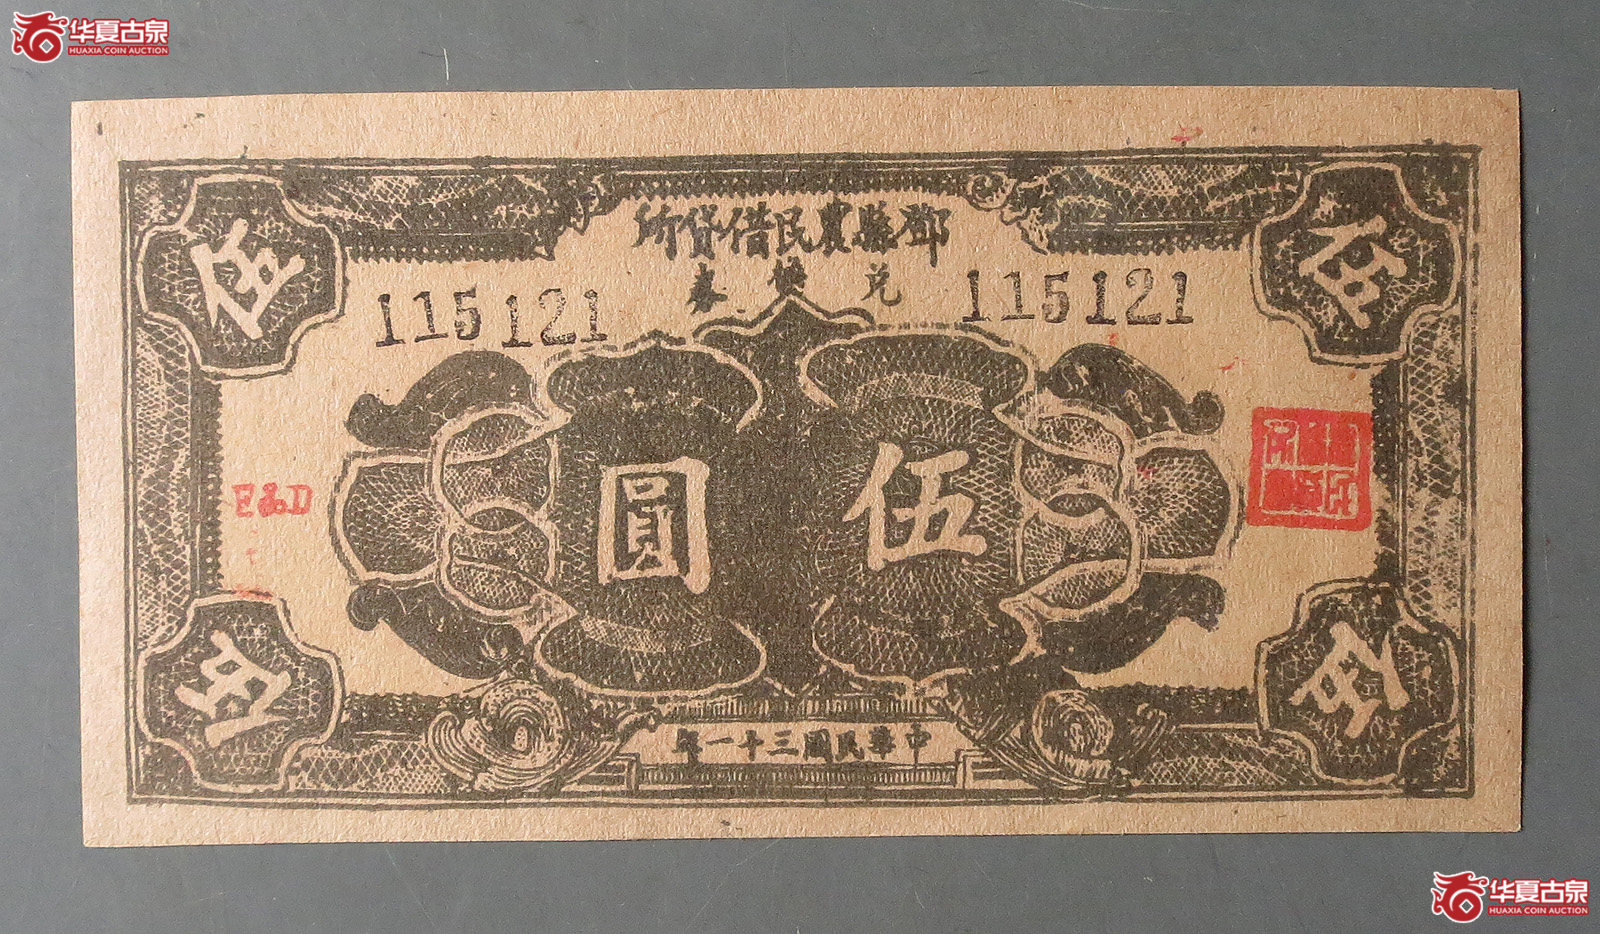 华夏古泉
HUAXIA COIN AUCTION
伍
伍
鄧縣農民借貸所
兑換券
115121
115121
伍圓
伍
伍
中華民國三十一年
华夏古泉
HUAXIA COIN AUCTION